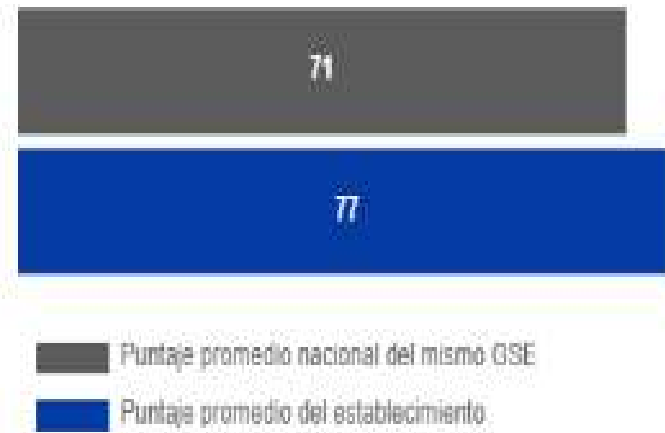 71
77
Puntaje promedio nacional del mismo GSE
Puntaje promedio del establecimiento